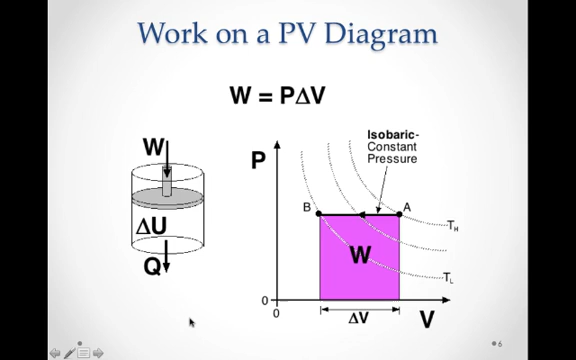 Work on a PV Diagram
W = PΔV
Isobaric-
Constant
Pressure
W
P
B
A
ΔU
T_H
W
Q
T_L
0
0
ΔV
V
6